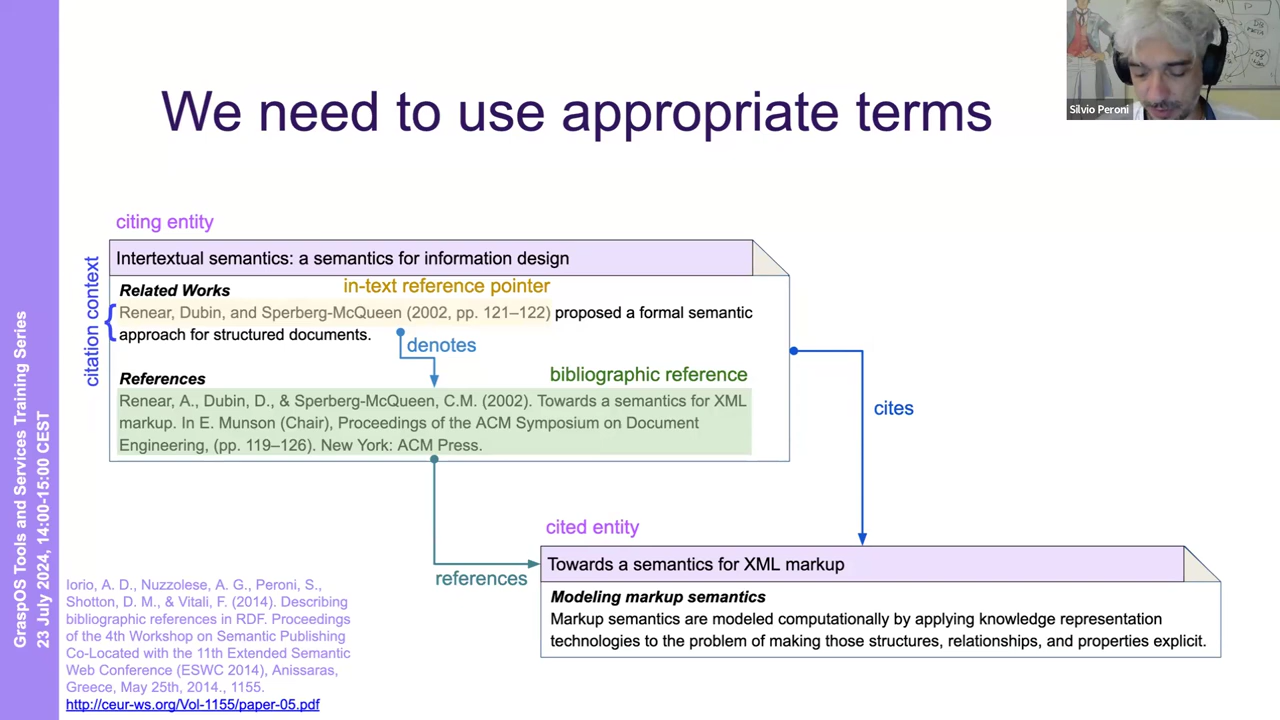 We need to use appropriate terms
Silvio Peroni
P
citing entity
citation context
Intertextual semantics: a semantics for information design
Related Works
in-text reference pointer
Renear, Dubin, and Sperberg-McQueen (2002, pp. 121–122) proposed a formal semantic
approach for structured documents.
denotes
References
bibliographic reference
Renear, A., Dubin, D., & Sperberg-McQueen, C.M. (2002). Towards a semantics for XML
markup. In E. Munson (Chair), Proceedings of the ACM Symposium on Document
Engineering, (pp. 119–126). New York: ACM Press.
cites
cited entity
references
Towards a semantics for XML markup
Modeling markup semantics
Markup semantics are modeled computationally by applying knowledge representation
technologies to the problem of making those structures, relationships, and properties explicit.
GraspOS Tools and Services Training Series
23 July 2024, 14:00-15:00 CEST
Iorio, A. D., Nuzzolese, A. G., Peroni, S.,
Shotton, D. M., & Vitali, F. (2014). Describing
bibliographic references in RDF. Proceedings
of the 4th Workshop on Semantic Publishing
Co-Located with the 11th Extended Semantic
Web Conference (ESWC 2014), Anissaras,
Greece, May 25th, 2014., 1155.
http://ceur-ws.org/Vol-1155/paper-05.pdf